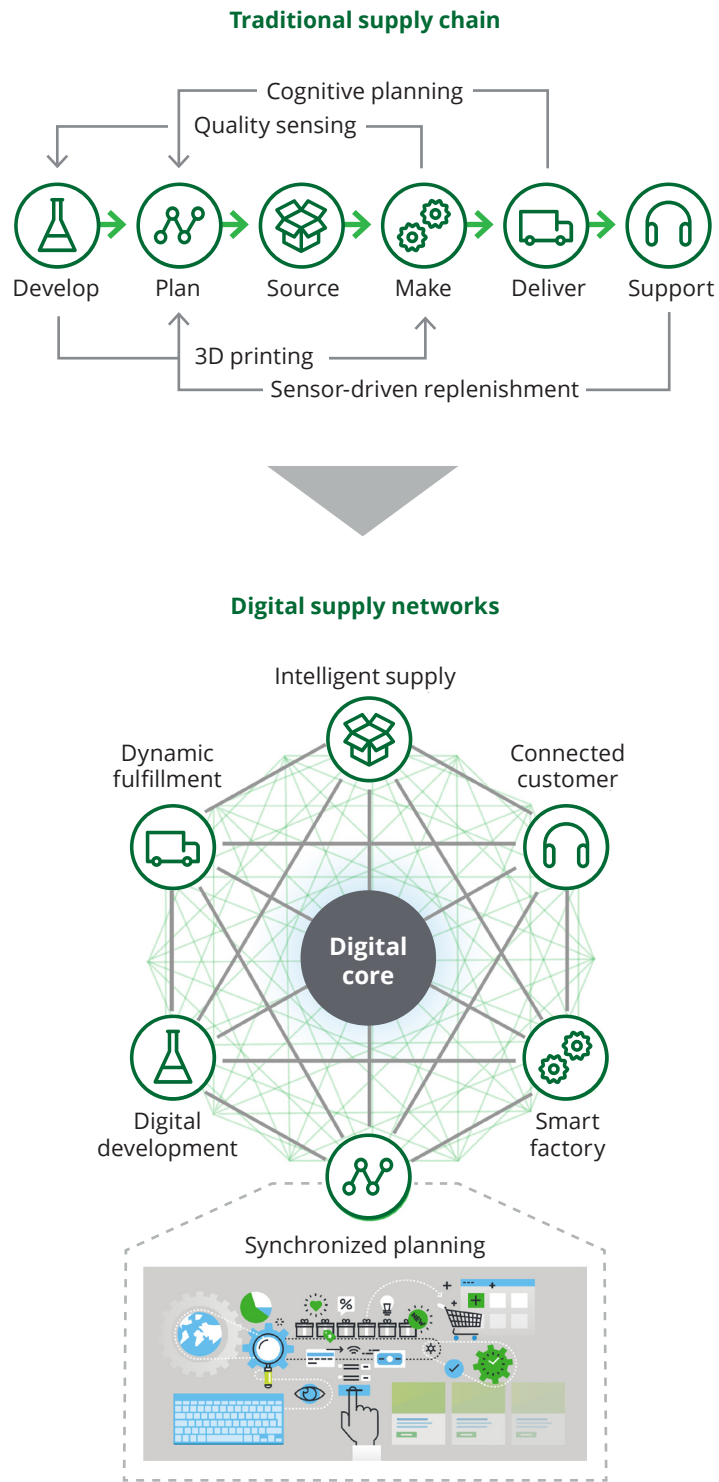 Traditional supply chain
Cognitive planning
Quality sensing
Develop
Plan
Source
Make
Deliver
Support
3D printing
Sensor-driven replenishment
Digital supply networks
Intelligent supply
Dynamic
fulfillment
Connected
customer
Digital
core
Digital
development
Smart
factory
Synchronized planning
%
NEW